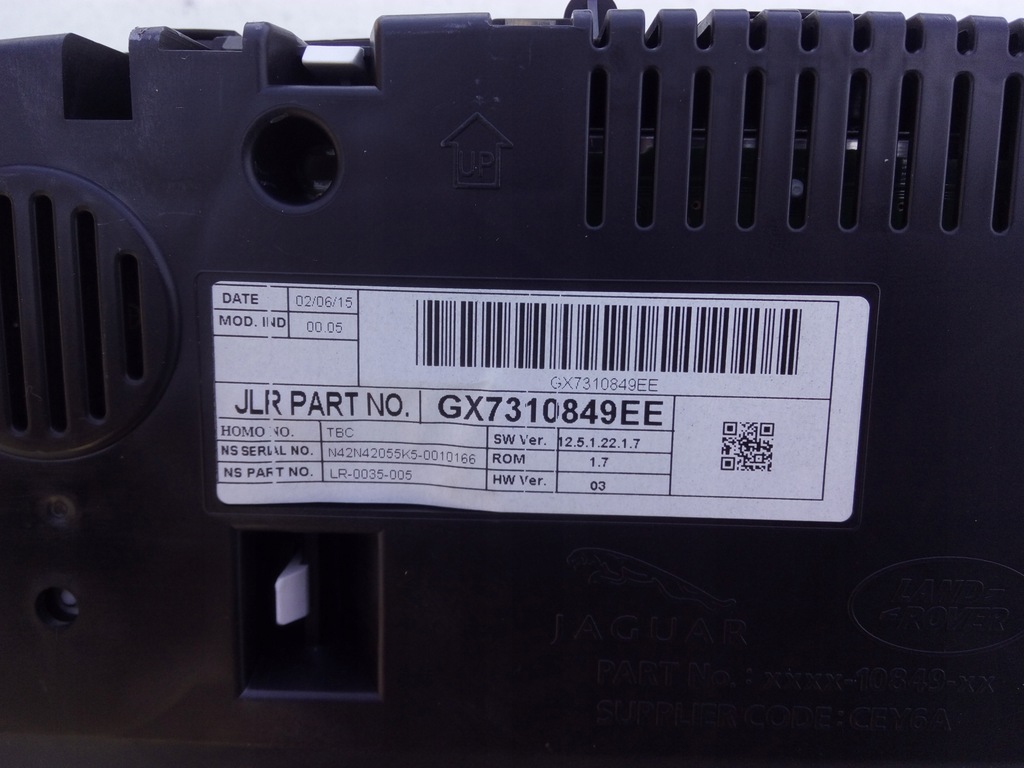 UP
DATE 02/06/15
MOD. IND 00.05
GX7310849EE
JLR PART NO. GX7310849EE
HOMO NO. TBC
NS SERIAL NO. N42N42055K5-0010166
NS PART NO. LR-0035-005
SW Ver. 12.5.1.22.1.7
ROM 1.7
HW Ver. 03
JAGUAR
LAND-
-ROVER
PART No.: xxxx-10849-xx
SUPPLIER CODE: CEY6A